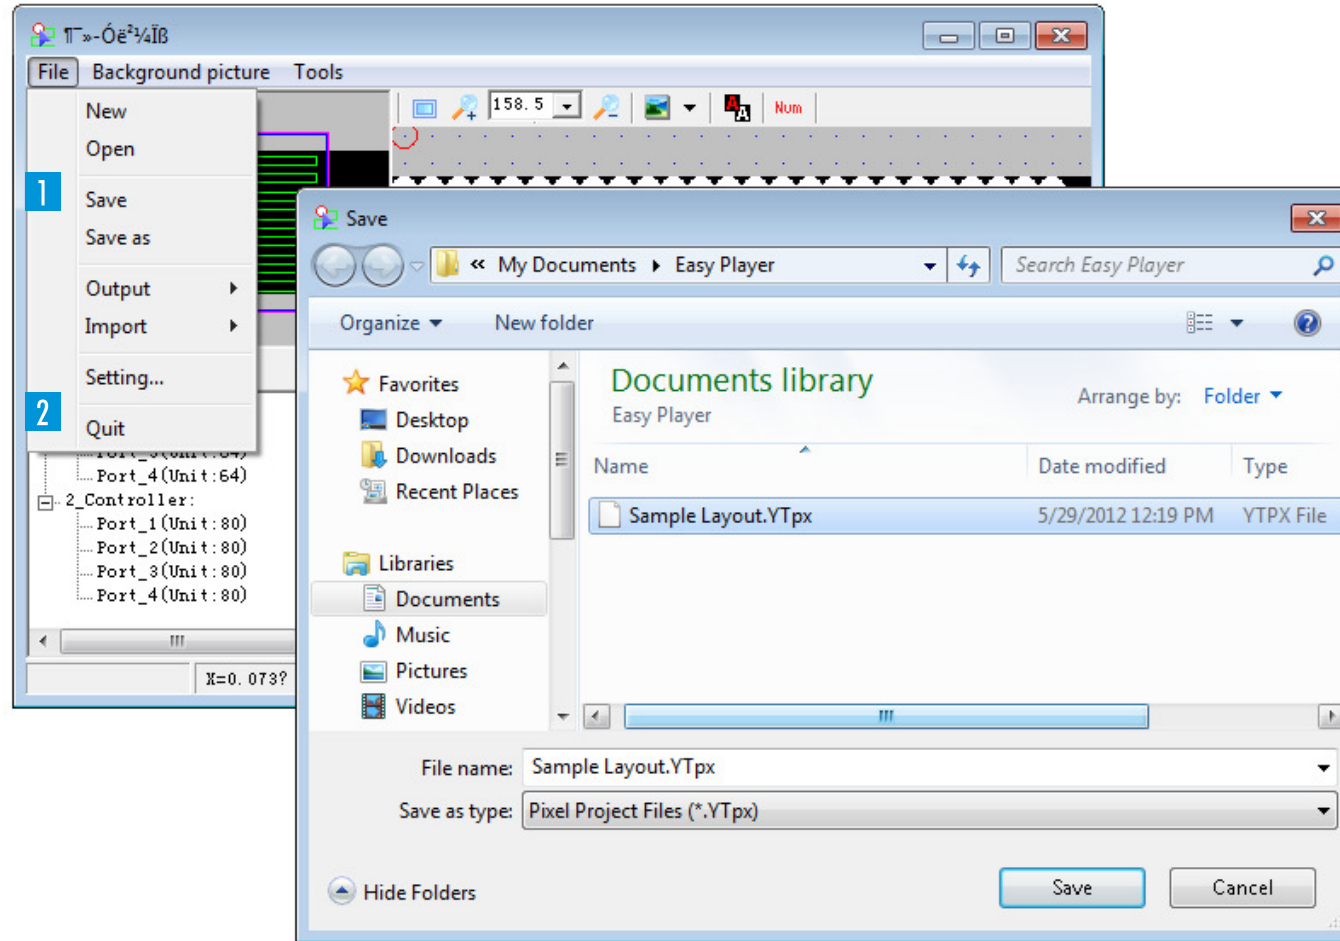 ¶¯»-Óë²¼Ïß
File Background picture Tools
New
Open
1
Save
Save as
Output
Import
Setting...
2
Quit
158.5
Num
Port_4(Unit:64)
2_Controller:
Port_1(Unit:80)
Port_2(Unit:80)
Port_3(Unit:80)
Port_4(Unit:80)
X=0.073?
Save
« My Documents Easy Player
Search Easy Player
Organize New folder
Favorites
Desktop
Downloads
Recent Places
Libraries
Documents
Music
Pictures
Videos
Documents library
Easy Player
Arrange by: Folder
Name Date modified Type
Sample Layout.YTpx 5/29/2012 12:19 PM YTPX File
File name: Sample Layout.YTpx
Save as type: Pixel Project Files (*.YTpx)
Hide Folders
Save Cancel